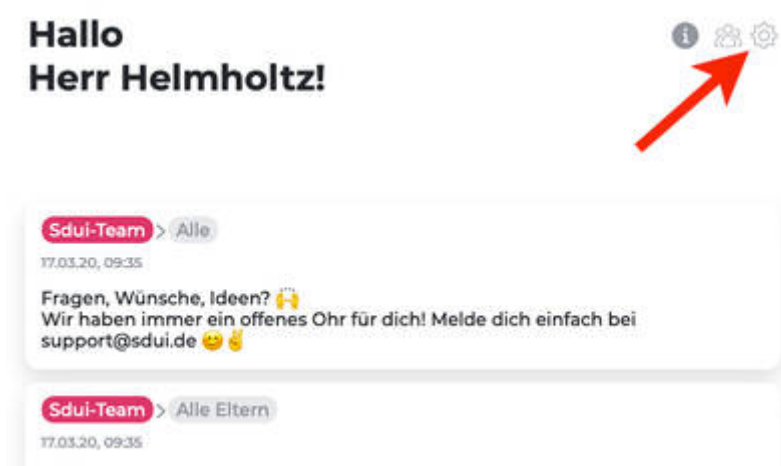 Hallo
Herr Helmholtz!
Sdui-Team > Alle
17.03.20, 09:35
Fragen, Wünsche, Ideen? 🙌
Wir haben immer ein offenes Ohr für dich! Melde dich einfach bei
support@sdui.de 😊✌️
Sdui-Team > Alle Eltern
17.03.20, 09:35